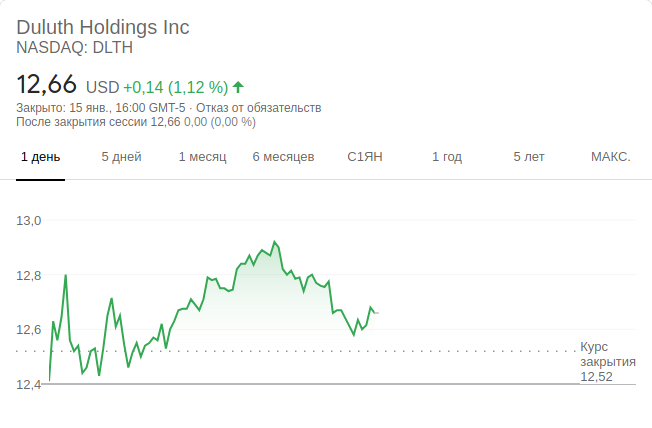 Duluth Holdings Inc
NASDAQ: DLTH
12,66 USD +0,14 (1,12 %)
Закрыто: 15 янв., 16:00 GMT-5 · Отказ от обязательств
После закрытия сессии 12,66 0,00 (0,00 %)
1 день 5 дней 1 месяц 6 месяцев С1ЯН 1 год 5 лет МАКС.
13,0
12,8
12,6
Курс
закрытия
12,52
12,4